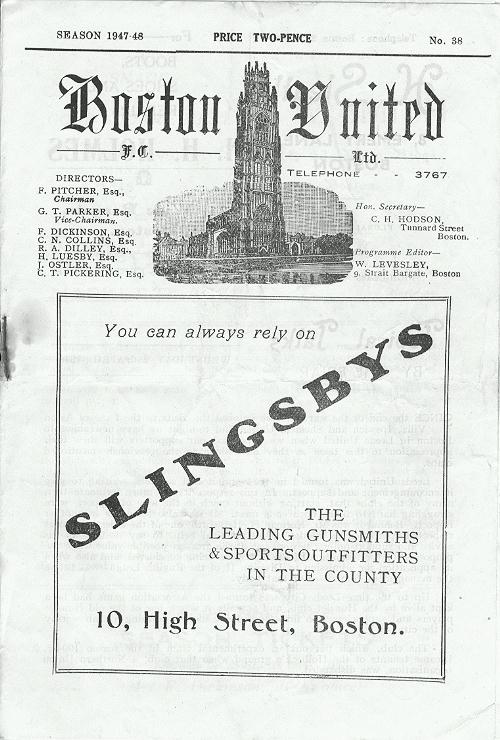 SEASON 1947-48 PRICE TWO-PENCE No. 38
Boston United
F.C. Ltd.
TELEPHONE - - 3767
DIRECTORS—
F. PITCHER, Esq.,
Chairman
G. T. PARKER, Esq.
Vice-Chairman.
F. DICKINSON, Esq.
C. N. COLLINS, Esq.
R. A. DILLEY, Esq.,
H. LUESBY, Esq.
J. OSTLER, Esq.
C. T. PICKERING, Esq.
Hon. Secretary—
C. H. HODSON,
Tunnard Street
Boston.
Programme Editor—
W. LEVESLEY,
9, Strait Bargate, Boston
You can always rely on
SLINGSBYS
THE
LEADING GUNSMITHS
& SPORTS OUTFITTERS
IN THE COUNTY
10, High Street, Boston.